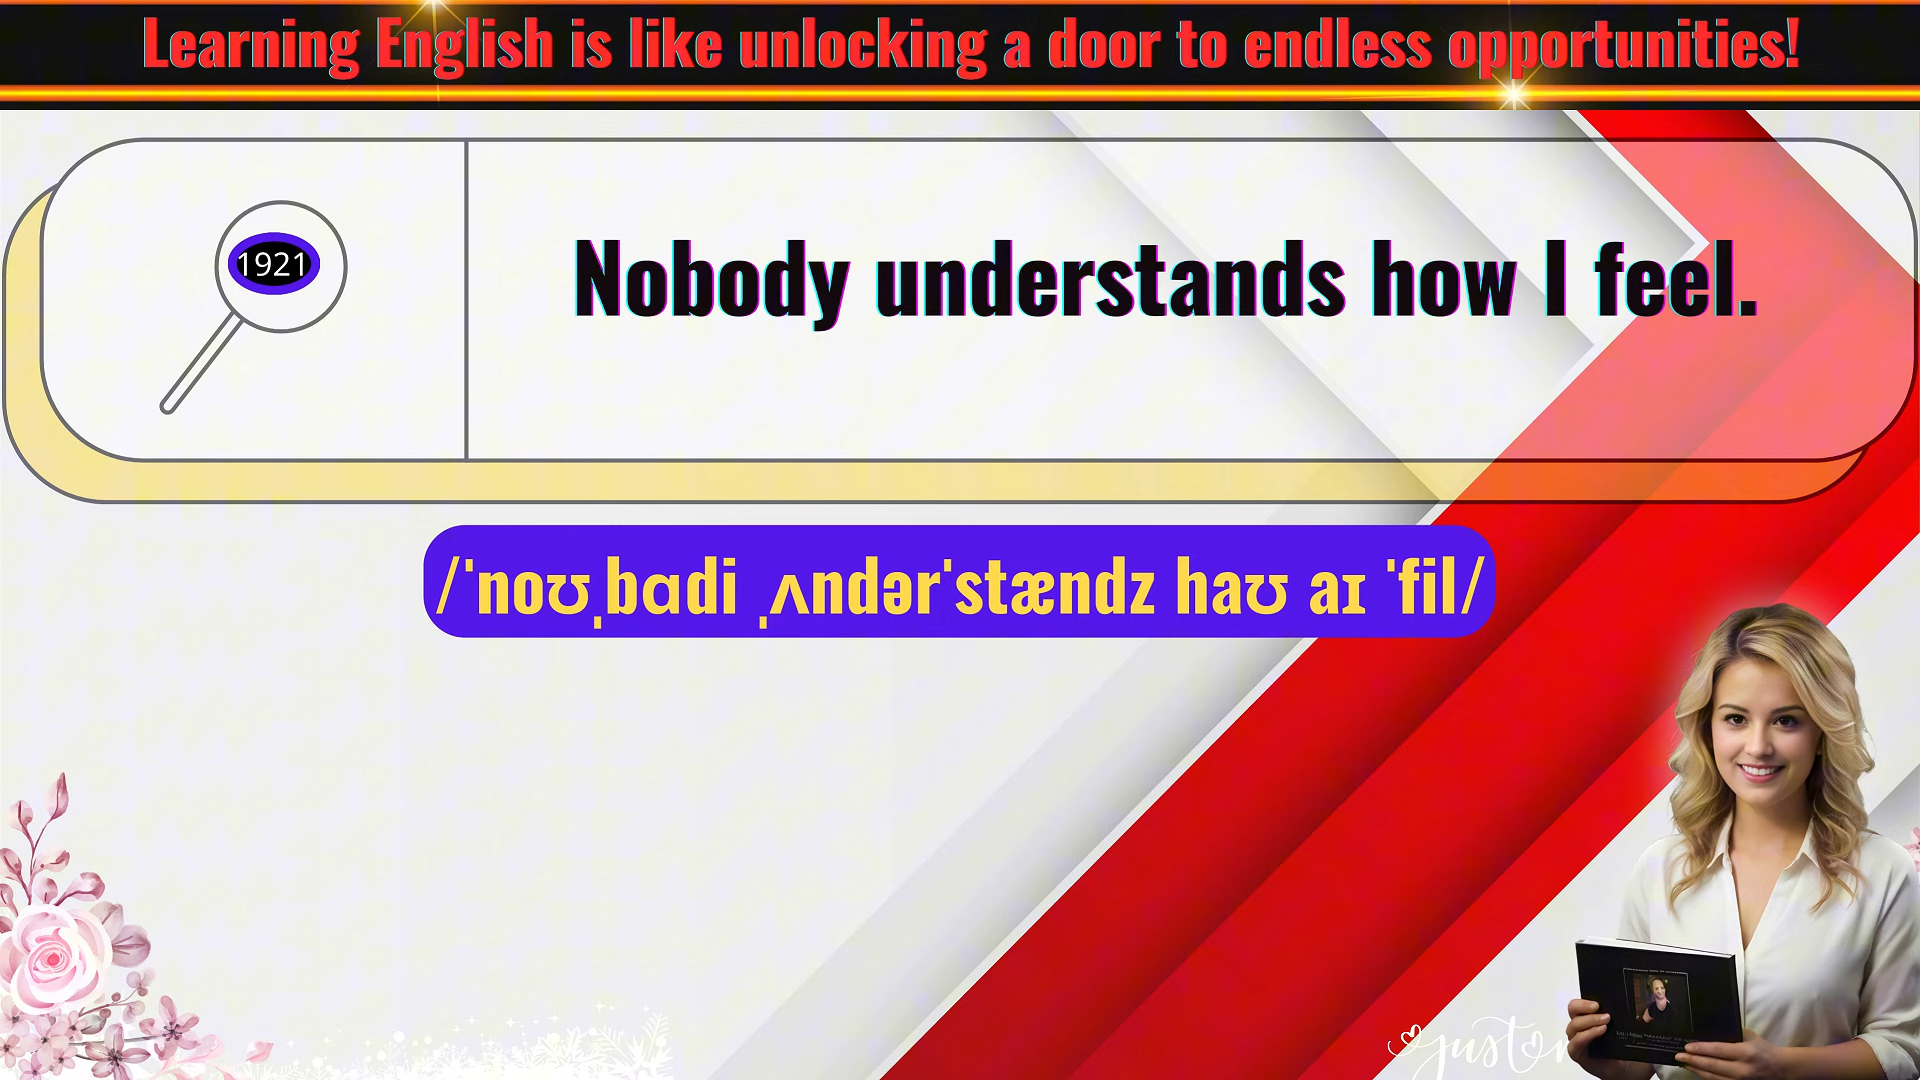 Learning English is like unlocking a door to endless opportunities!
1921
Nobody understands how I feel.
/ˈnoʊˌbɑdi ˌʌndərˈstændz haʊ aɪ ˈfil/